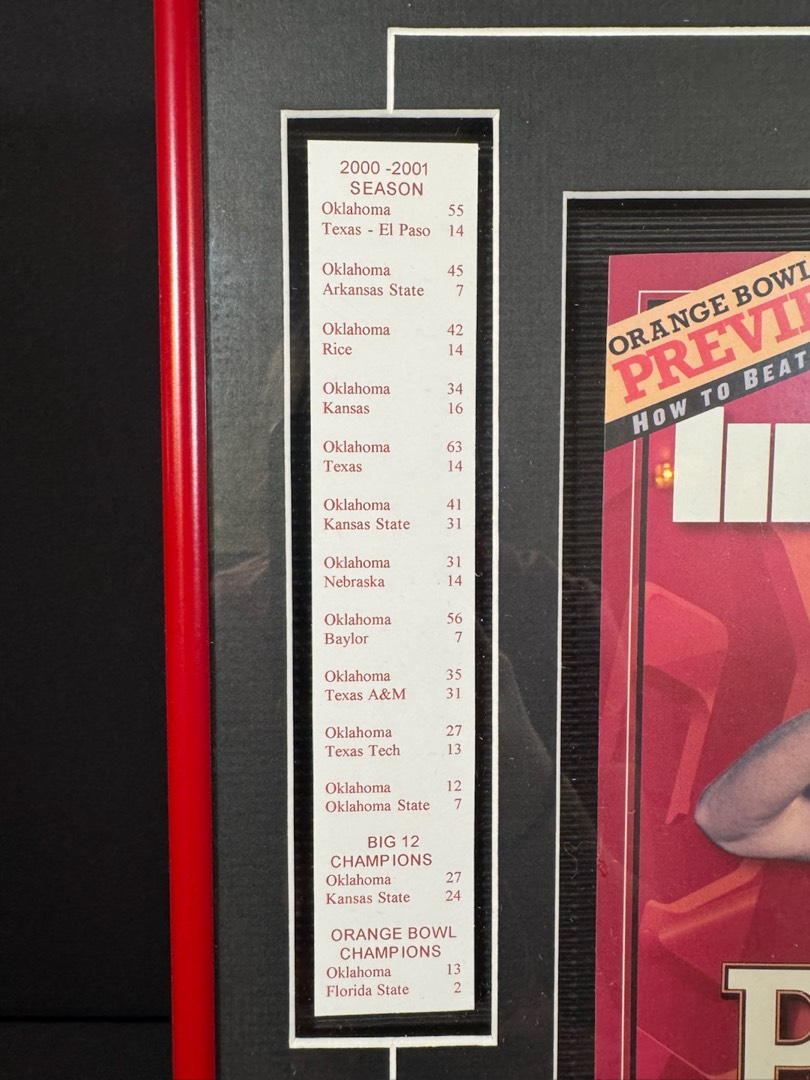 2000 -2001
SEASON
Oklahoma 55
Texas - El Paso 14
Oklahoma 45
Arkansas State 7
Oklahoma 42
Rice 14
Oklahoma 34
Kansas 16
Oklahoma 63
Texas 14
Oklahoma 41
Kansas State 31
Oklahoma 31
Nebraska 14
Oklahoma 56
Baylor 7
Oklahoma 35
Texas A&M 31
Oklahoma 27
Texas Tech 13
Oklahoma 12
Oklahoma State 7
BIG 12
CHAMPIONS
Oklahoma 27
Kansas State 24
ORANGE BOWL
CHAMPIONS
Oklahoma 13
Florida State 2
ORANGE BOWL
PREVI
HOW TO BEAT